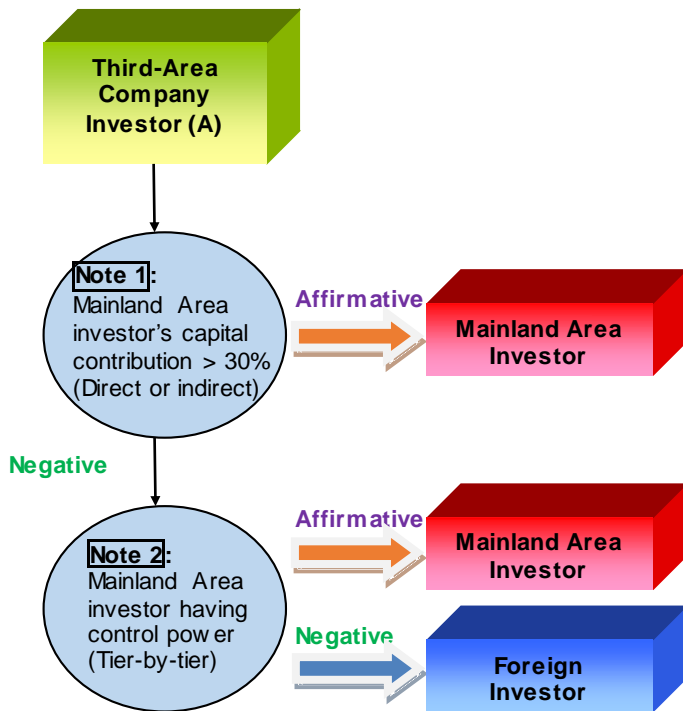 Third-Area
Company
Investor (A)
Note 1:
Mainland Area
investor's capital
contribution > 30%
(Direct or indirect)
Affirmative
Mainland Area
Investor
Negative
Note 2:
Mainland Area
investor having
control power
(Tier-by-tier)
Affirmative
Mainland Area
Investor
Negative
Foreign
Investor